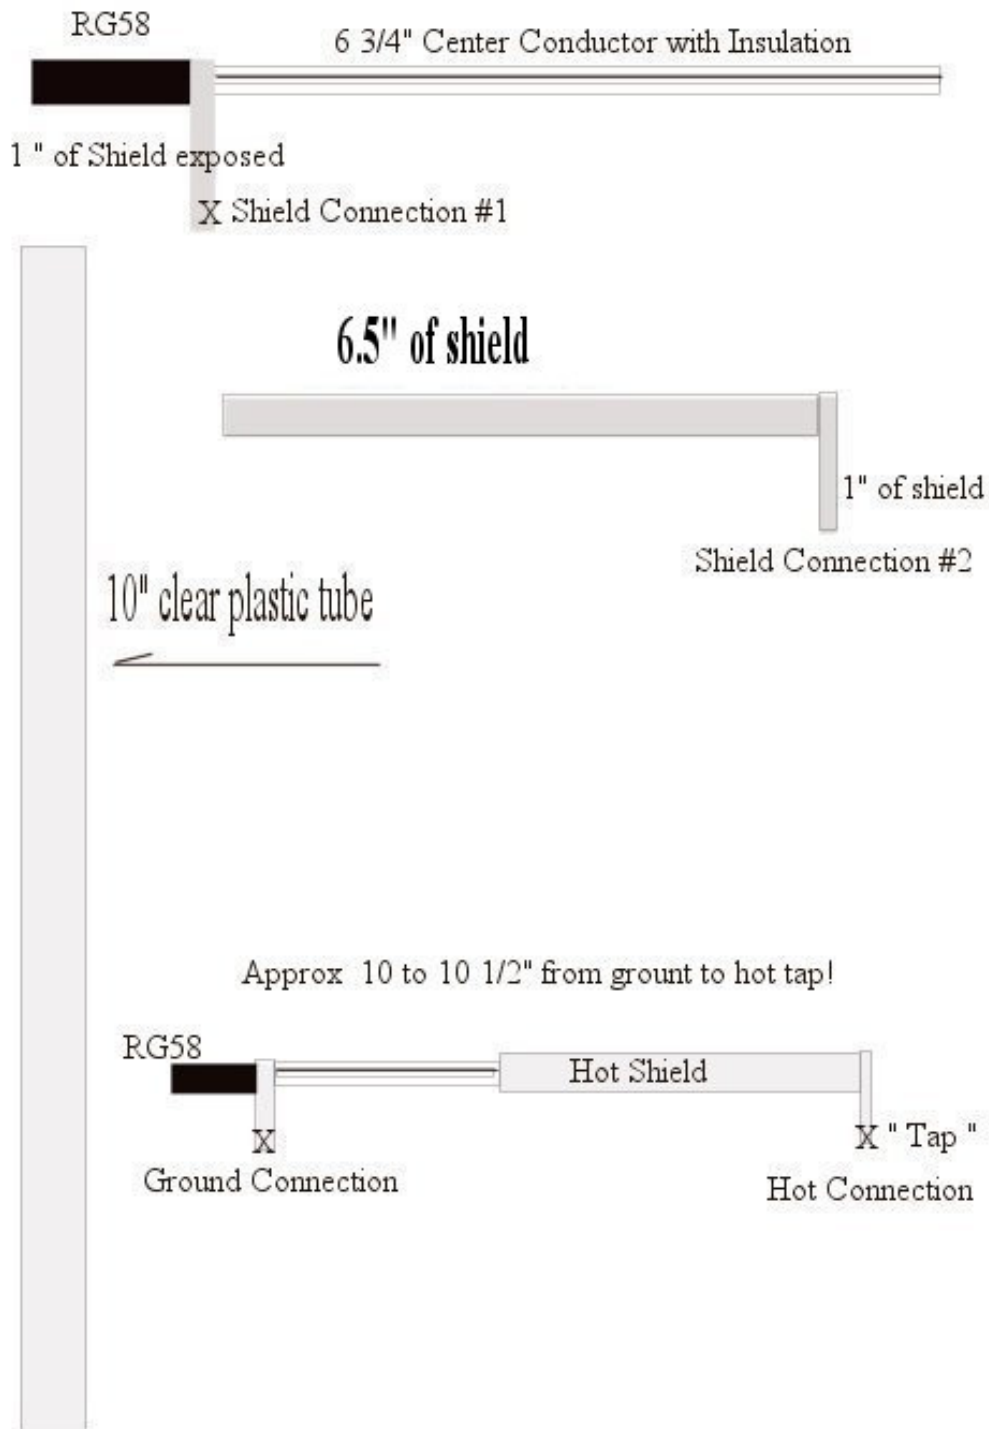 RG58
6 3/4" Center Conductor with Insulation
1 " of Shield exposed
X Shield Connection #1
6.5" of shield
1" of shield
Shield Connection #2
10" clear plastic tube
Approx 10 to 10 1/2" from grount to hot tap!
RG58
Hot Shield
X
X " Tap "
Ground Connection
Hot Connection